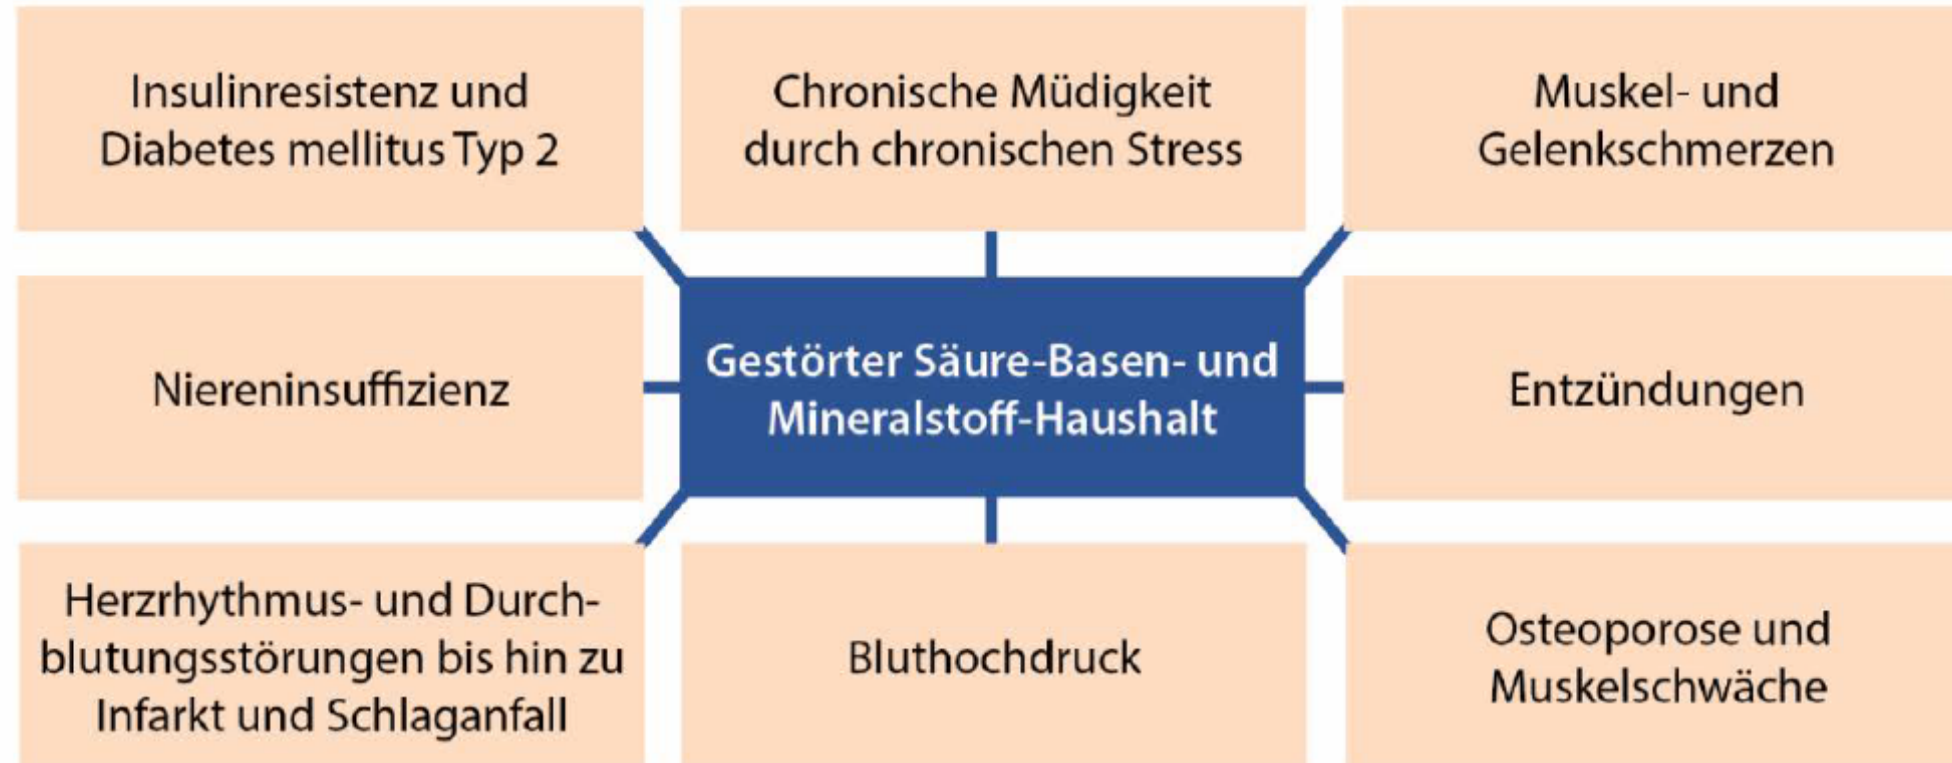 Insulinresistenz und
Diabetes mellitus Typ 2
Chronische Müdigkeit
durch chronischen Stress
Muskel- und
Gelenkschmerzen
Niereninsuffizienz
Gestörter Säure-Basen- und
Mineralstoff-Haushalt
Entzündungen
Herzrhythmus- und Durch-
blutungsstörungen bis hin zu
Infarkt und Schlaganfall
Bluthochdruck
Osteoporose und
Muskelschwäche